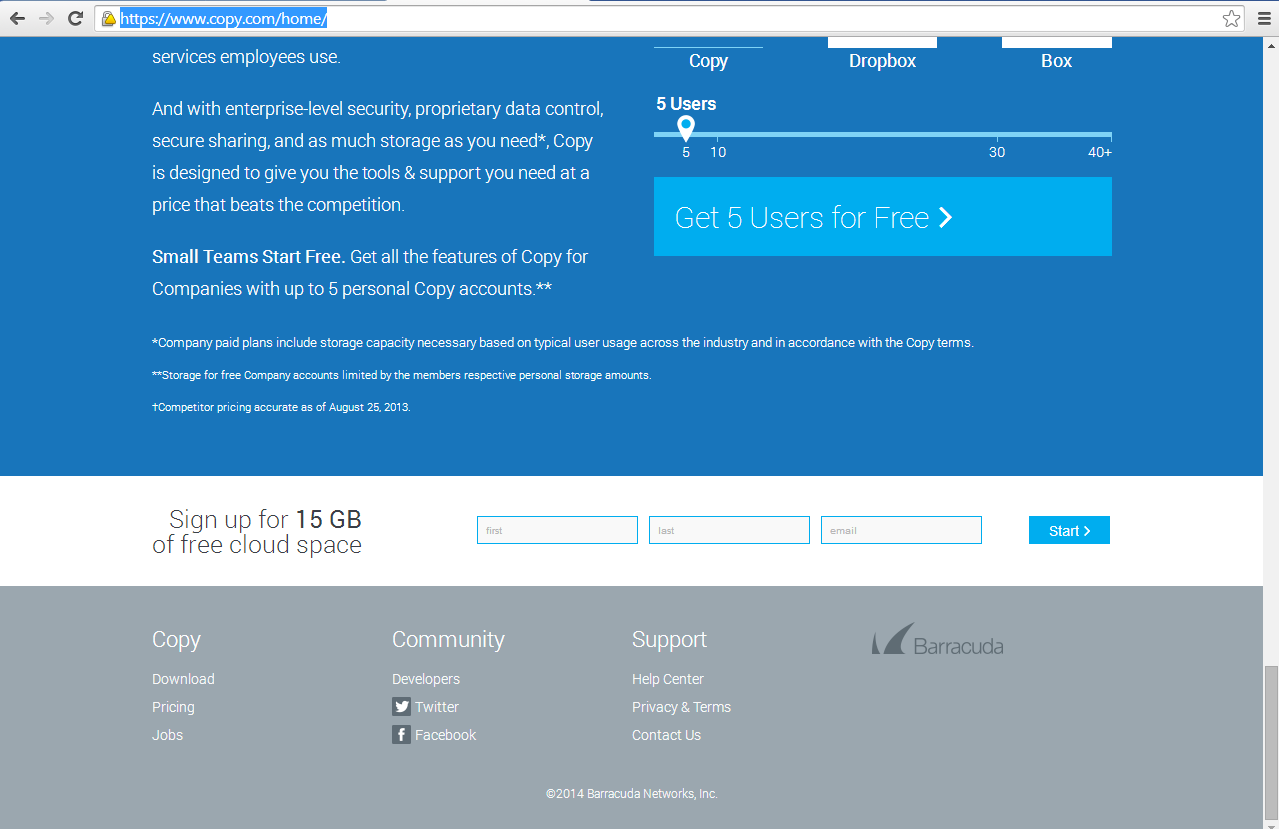 https://www.copy.com/home/
services employees use.
And with enterprise-level security, proprietary data control,
secure sharing, and as much storage as you need*, Copy
is designed to give you the tools & support you need at a
price that beats the competition.
Small Teams Start Free. Get all the features of Copy for
Companies with up to 5 personal Copy accounts.**
Copy Dropbox Box
5 Users
5 10 30 40+
Get 5 Users for Free
*Company paid plans include storage capacity necessary based on typical user usage across the industry and in accordance with the Copy terms.
**Storage for free Company accounts limited by the members respective personal storage amounts.
†Competitor pricing accurate as of August 25, 2013.
Sign up for 15 GB
of free cloud space
first last email Start
Copy
Download
Pricing
Jobs
Community
Developers
Twitter
Facebook
Support
Help Center
Privacy & Terms
Contact Us
Barracuda
©2014 Barracuda Networks, Inc.